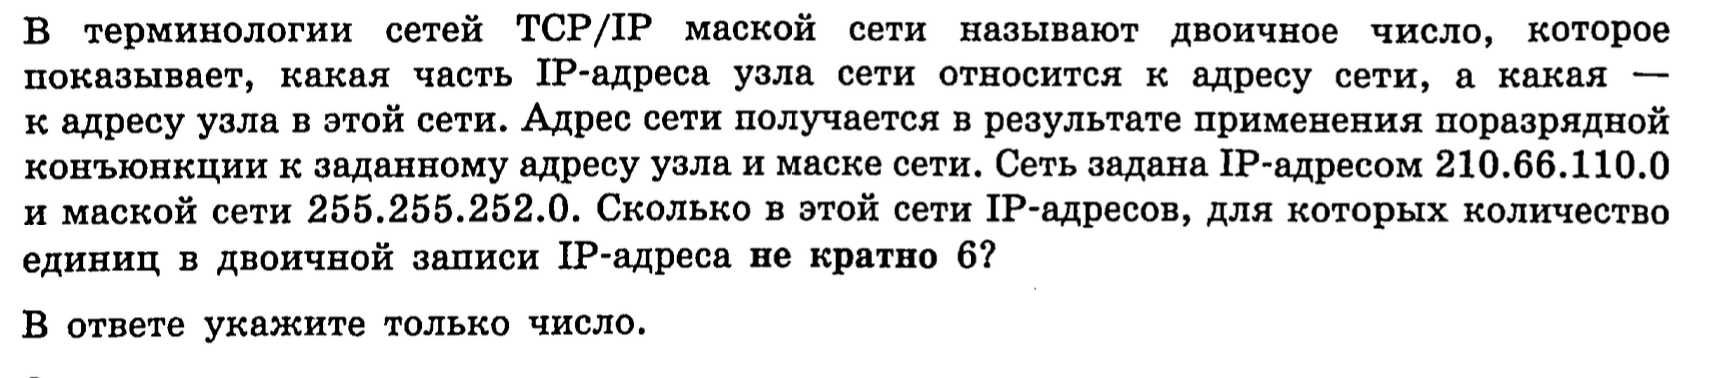 В терминологии сетей TCP/IP маской сети называют двоичное число, которое
показывает, какая часть IP-адреса узла сети относится к адресу сети, а какая —
к адресу узла в этой сети. Адрес сети получается в результате применения поразрядной
конъюнкции к заданному адресу узла и маске сети. Сеть задана IP-адресом 210.66.110.0
и маской сети 255.255.252.0. Сколько в этой сети IP-адресов, для которых количество
единиц в двоичной записи IP-адреса не кратно 6?
В ответе укажите только число.